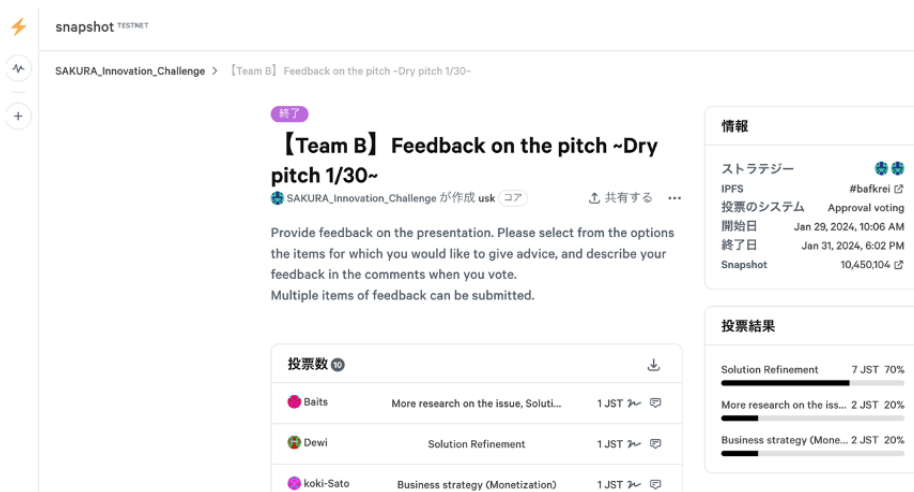 snapshot TESTNET
SAKURA_Innovation_Challenge > 【Team B】Feedback on the pitch ~Dry pitch 1/30~
終了
【Team B】Feedback on the pitch ~Dry
pitch 1/30~
SAKURA_Innovation_Challenge が作成 usk コア
共有する
Provide feedback on the presentation. Please select from the options
the items for which you would like to give advice, and describe your
feedback in the comments when you vote.
Multiple items of feedback can be submitted.
投票数 10
Baits More research on the issue, Soluti... 1 JST
Dewi Solution Refinement 1 JST
koki-Sato Business strategy (Monetization) 1 JST
情報
ストラテジー
IPFS #bafkrei
投票のシステム Approval voting
開始日 Jan 29, 2024, 10:06 AM
終了日 Jan 31, 2024, 6:02 PM
Snapshot 10,450,104
投票結果
Solution Refinement 7 JST 70%
More research on the iss... 2 JST 20%
Business strategy (Mone... 2 JST 20%